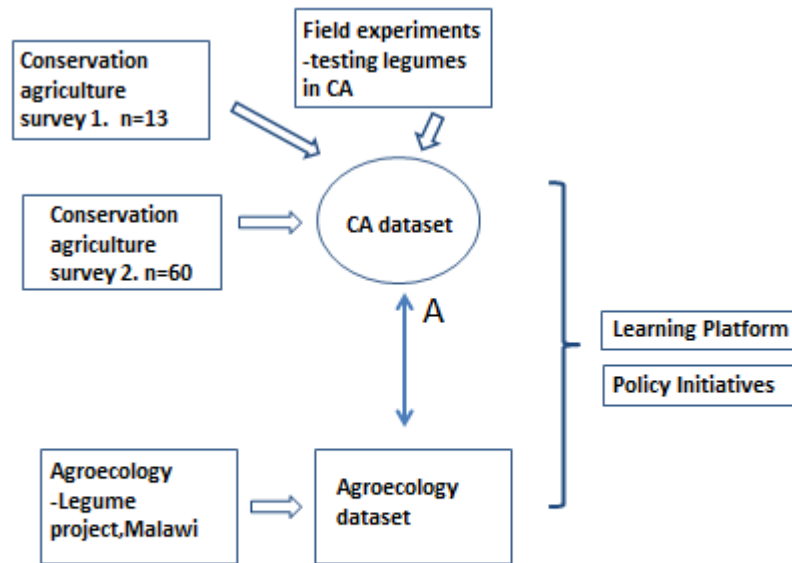 Field experiments
-testing legumes
in CA
Conservation
agriculture
survey 1.  n=13
Conservation
agriculture
survey 2. n=60
CA dataset
A
Learning Platform
Policy Initiatives
Agroecology
-Legume
project,Malawi
Agroecology
dataset